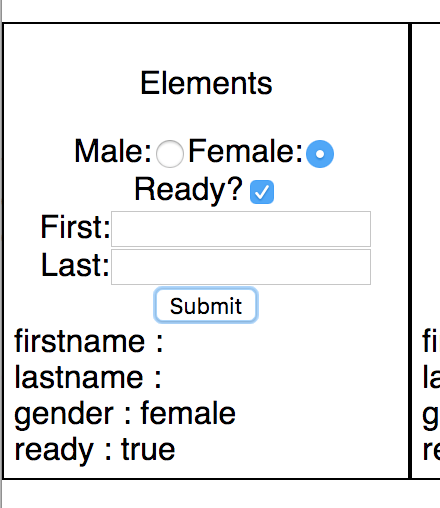 Elements
Male: Female:
Ready?
First:
Last:
Submit
firstname :
lastname :
gender : female
ready : true